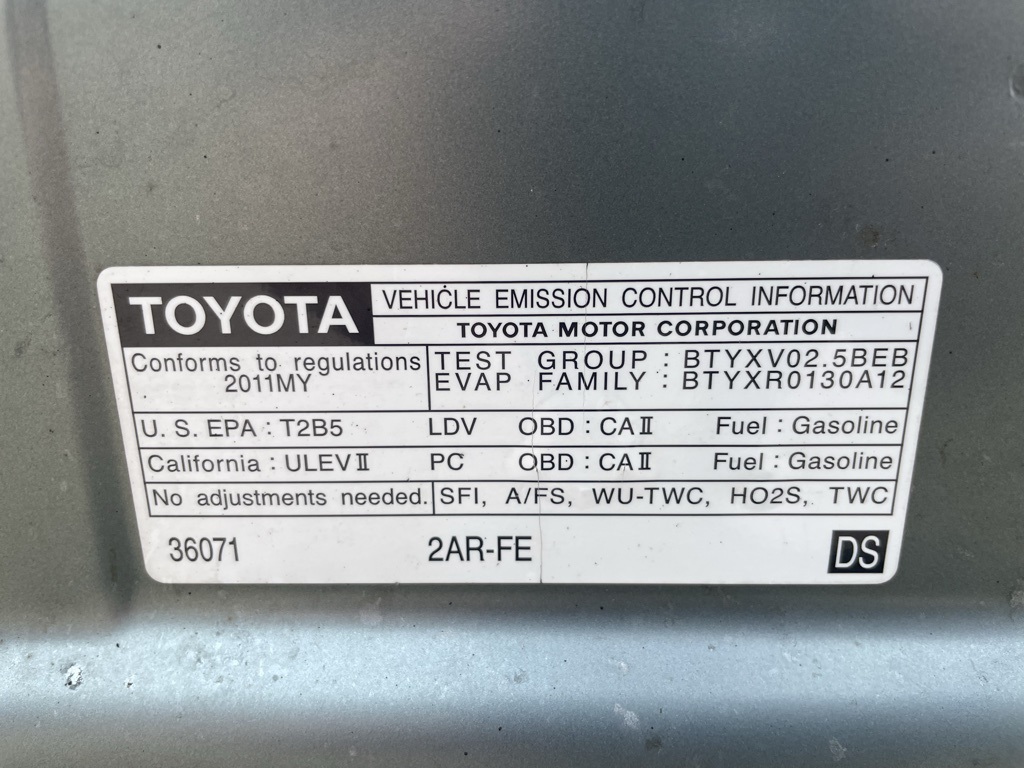 TOYOTA VEHICLE EMISSION CONTROL INFORMATION
TOYOTA MOTOR CORPORATION
Conforms to regulations
2011MY
TEST GROUP : BTYXV02.5BEB
EVAP FAMILY : BTYXR0130A12
U. S. EPA : T2B5 LDV OBD : CAⅡ Fuel : Gasoline
California : ULEVⅡ PC OBD : CAⅡ Fuel : Gasoline
No adjustments needed. SFI, A/FS, WU-TWC, HO2S, TWC
36071 2AR-FE DS